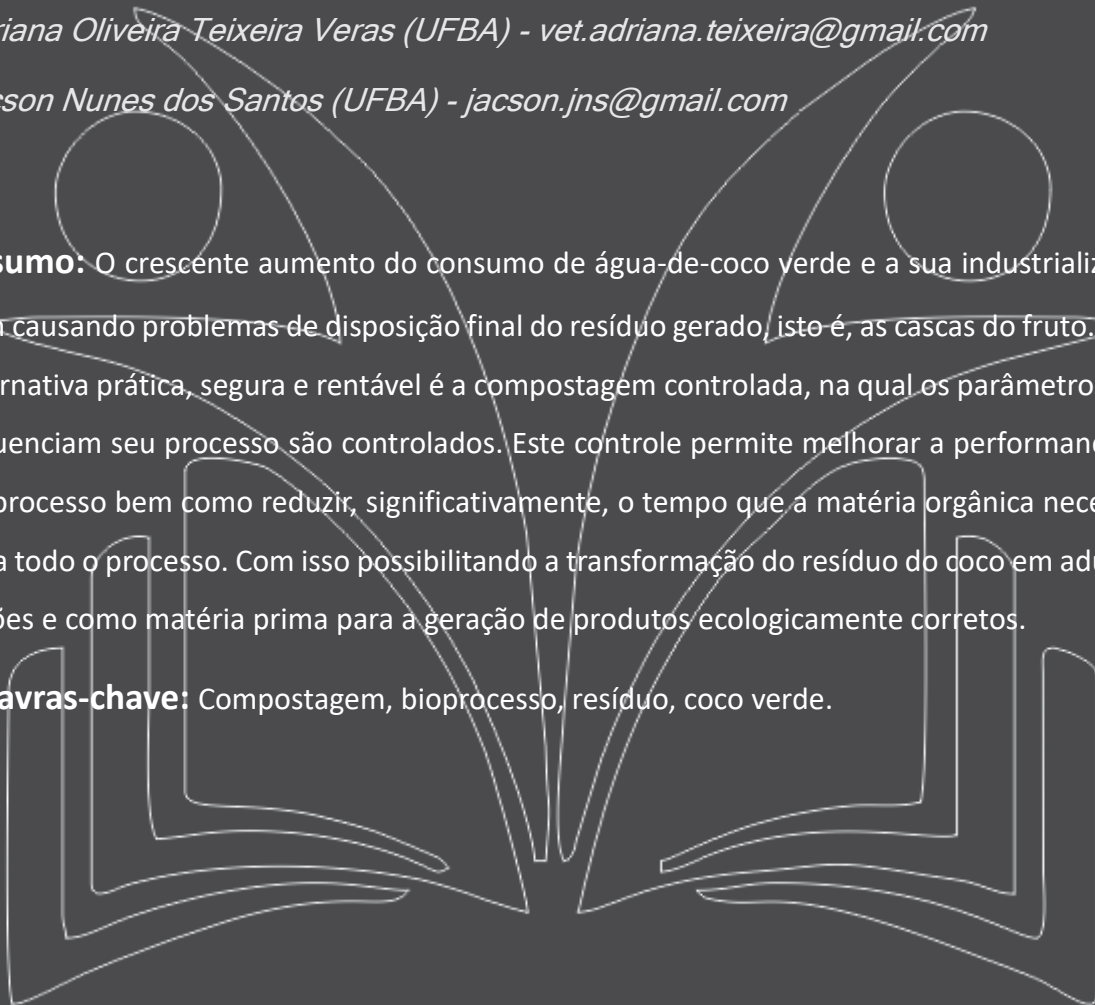 riana Oliveira Teixeira Veras (UFBA) - vet.adriana.teixeira@gmail.com
cson Nunes dos Santos (UFBA) - jacson.jns@gmail.com
sumo: O crescente aumento do consumo de água-de-coco verde e a sua industrializ
n causando problemas de disposição final do resíduo gerado, isto é, as cascas do fruto.
ernativa prática, segura e rentável é a compostagem controlada, na qual os parâmetro
uenciam seu processo são controlados. Este controle permite melhorar a performan
processo bem como reduzir, significativamente, o tempo que a matéria orgânica nece
a todo o processo. Com isso possibilitando a transformação do resíduo do coco em adu
ões e como matéria prima para a geração de produtos ecologicamente corretos.
avras-chave: Compostagem, bioprocesso, resíduo, coco verde.